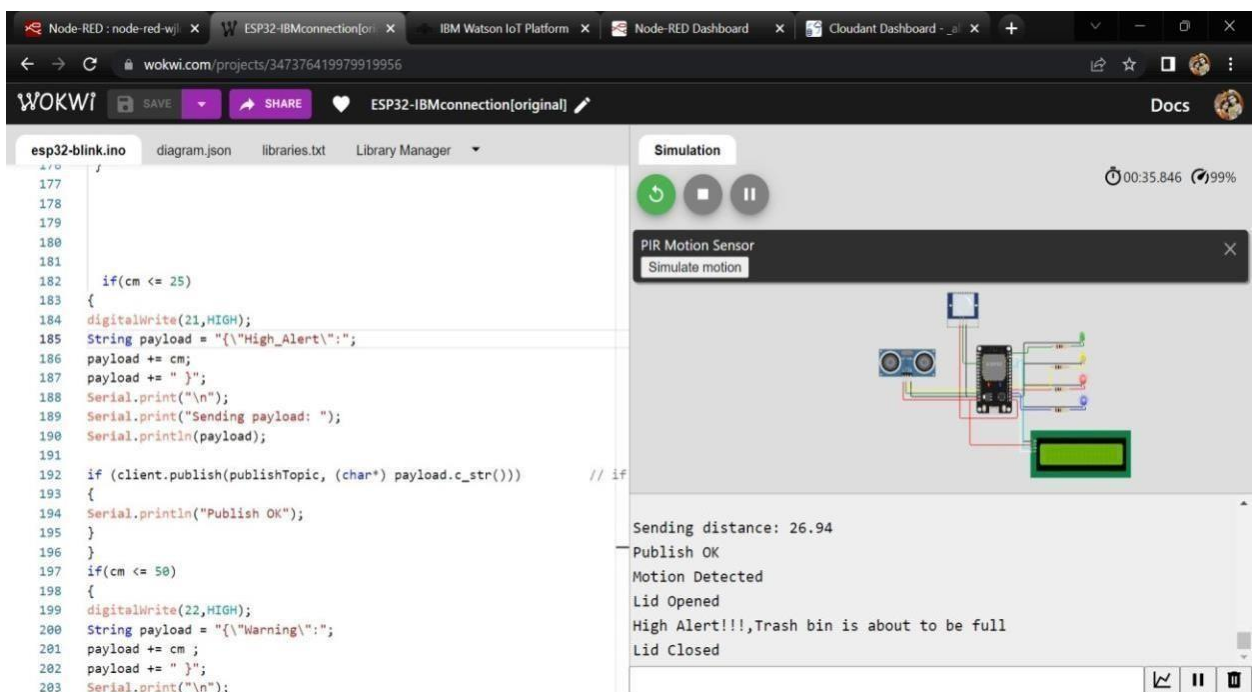 Node-RED : node-red-wjl
ESP32-IBMconnection[ori
IBM Watson IoT Platform
Node-RED Dashboard
Cloudant Dashboard - _al
wokwi.com/projects/347376419979919956
WOKWI
SAVE
SHARE
ESP32-IBMconnection[original]
Docs
esp32-blink.ino diagram.json libraries.txt Library Manager
Simulation
00:35.846 99%
PIR Motion Sensor
Simulate motion
176 }
177
178
179
180
181
182 if(cm <= 25)
183 {
184 digitalWrite(21,HIGH);
185 String payload = "{\"High_Alert\":";
186 payload += cm;
187 payload += " }";
188 Serial.print("\n");
189 Serial.print("Sending payload: ");
190 Serial.println(payload);
191
192 if (client.publish(publishTopic, (char*) payload.c_str())) // if
193 {
194 Serial.println("Publish OK");
195 }
196 }
197 if(cm <= 50)
198 {
199 digitalWrite(22,HIGH);
200 String payload = "{\"Warning\":";
201 payload += cm ;
202 payload += " }";
203 Serial.print("\n");
Sending distance: 26.94
Publish OK
Motion Detected
Lid Opened
High Alert!!!,Trash bin is about to be full
Lid Closed